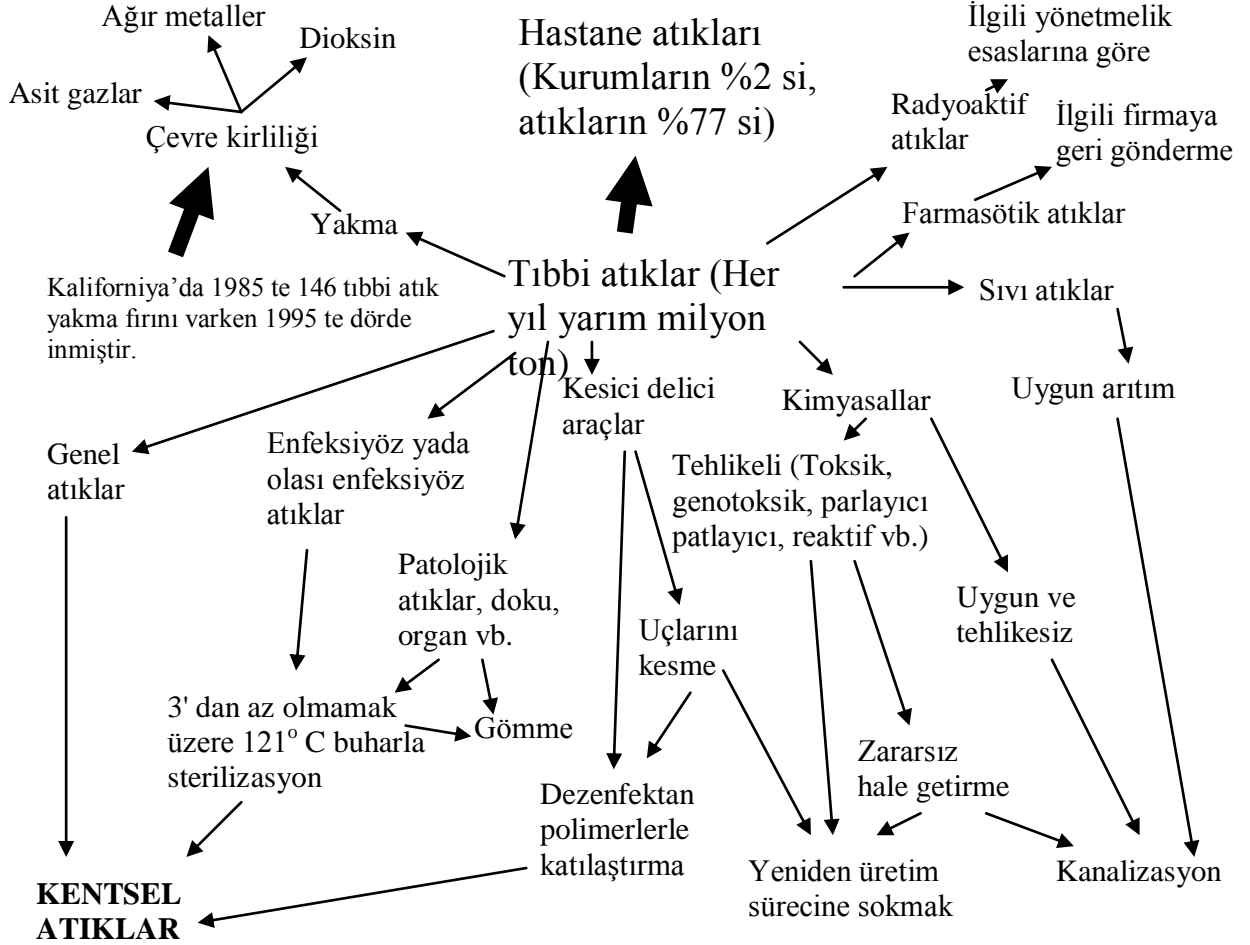 Ağır metaller
Dioksin
Asit gazlar
Çevre kirliliği
Hastane atıkları
(Kurumların %2 si,
atıkların %77 si)
İlgili yönetmelik
esaslarına göre
Radyoaktif
atıklar
İlgili firmaya
geri gönderme
Yakma
Farmasötik atıklar
Kaliforniya’da 1985 te 146 tıbbi atık
yakma fırını varken 1995 te dörde
inmiştir.
Tıbbi atıklar (Her
yıl yarım milyon
ton)
Sıvı atıklar
Uygun arıtım
Kesici delici
araçlar
Kimyasallar
Genel
atıklar
Enfeksiyöz yada
olası enfeksiyöz
atıklar
Tehlikeli (Toksik,
genotoksik, parlayıcı
patlayıcı, reaktif vb.)
Patolojik
atıklar, doku,
organ vb.
Uçlarını
kesme
Uygun ve
tehlikesiz
3' dan az olmamak
üzere 121° C buharla
sterilizasyon
Gömme
Zararsız
hale getirme
Dezenfektan
polimerlerle
katılaştırma
Yeniden üretim
sürecine sokmak
Kanalizasyon
KENTSEL
ATIKLAR